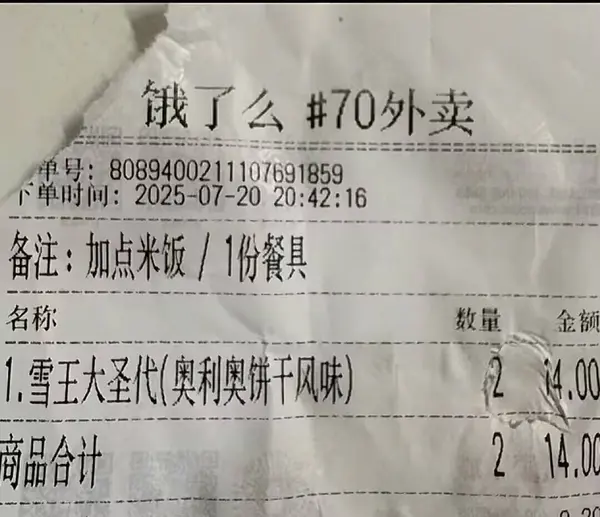 饿了么 #70外卖
单号: 8089400211107691859
下单时间: 2025-07-20 20:42:16
备注: 加点米饭 / 1份餐具
名称 数量 金额
1.雪王大圣代(奥利奥饼干风味) 2 14.00
商品合计 2 14.00